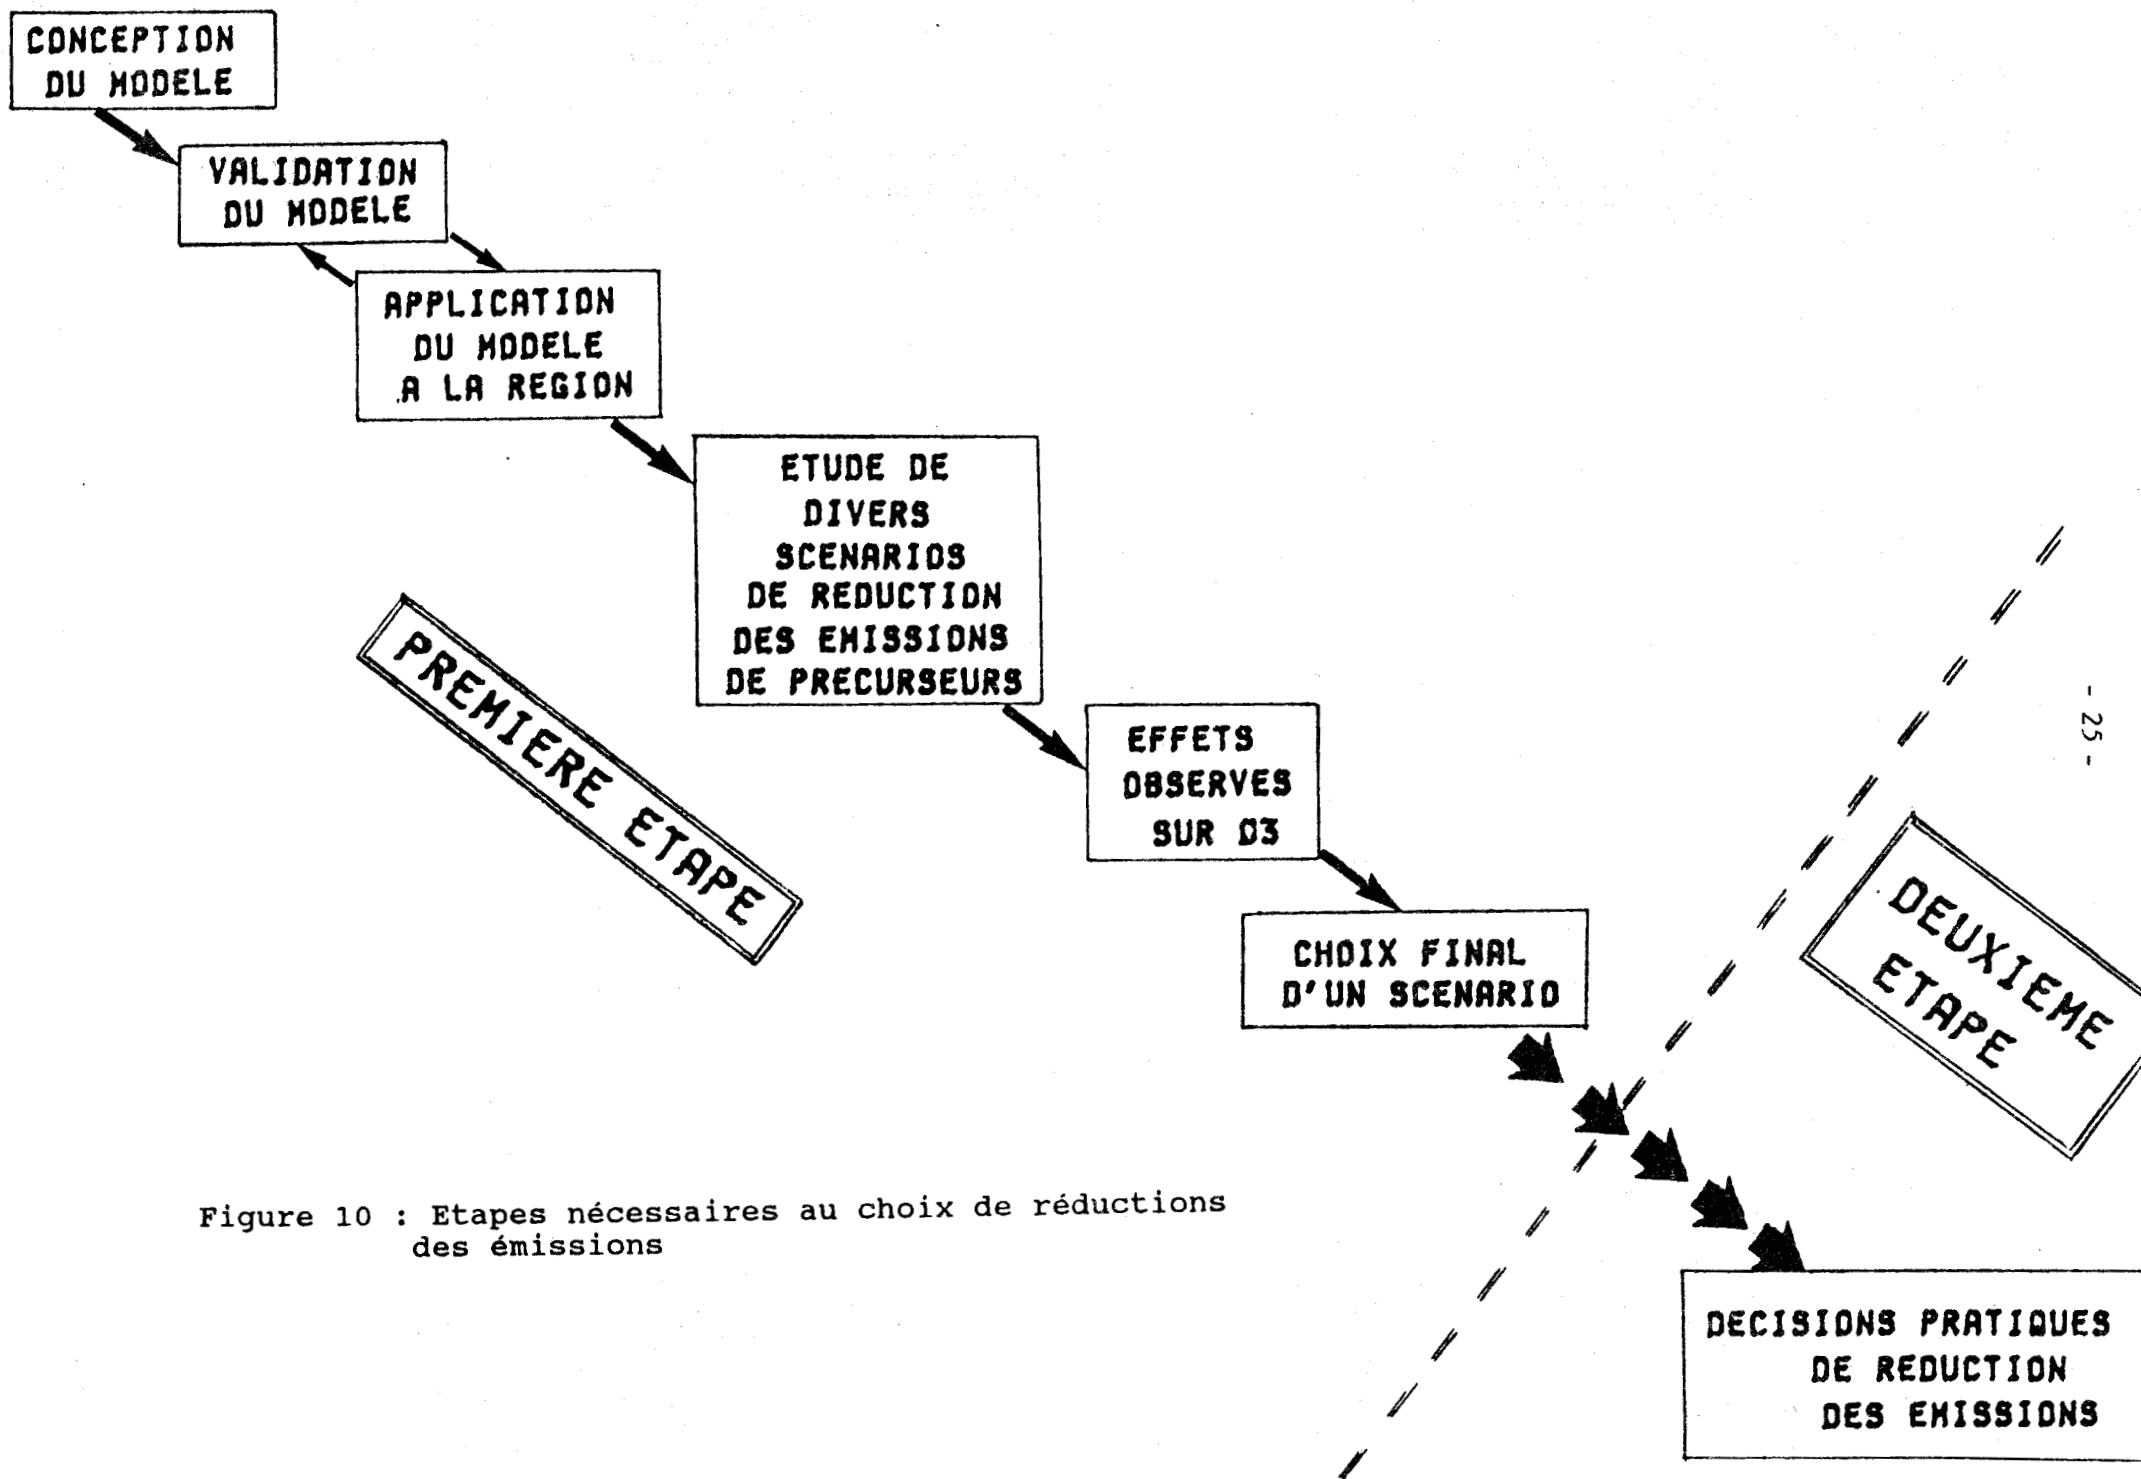 CONCEPTION
DU MODELE
VALIDATION
DU MODELE
APPLICATION
DU MODELE
A LA REGION
ETUDE DE
DIVERS
SCENARIOS
DE REDUCTION
DES EMISSIONS
DE PRECURSEURS
PREMIERE ETAPE
EFFETS
OBSERVES
SUR O3
- 25 -
DEUXIEME
ETAPE
CHOIX FINAL
D'UN SCENARIO
Figure 10 : Etapes nécessaires au choix de réductions
des émissions
DECISIONS PRATIQUES
DE REDUCTION
DES EMISSIONS